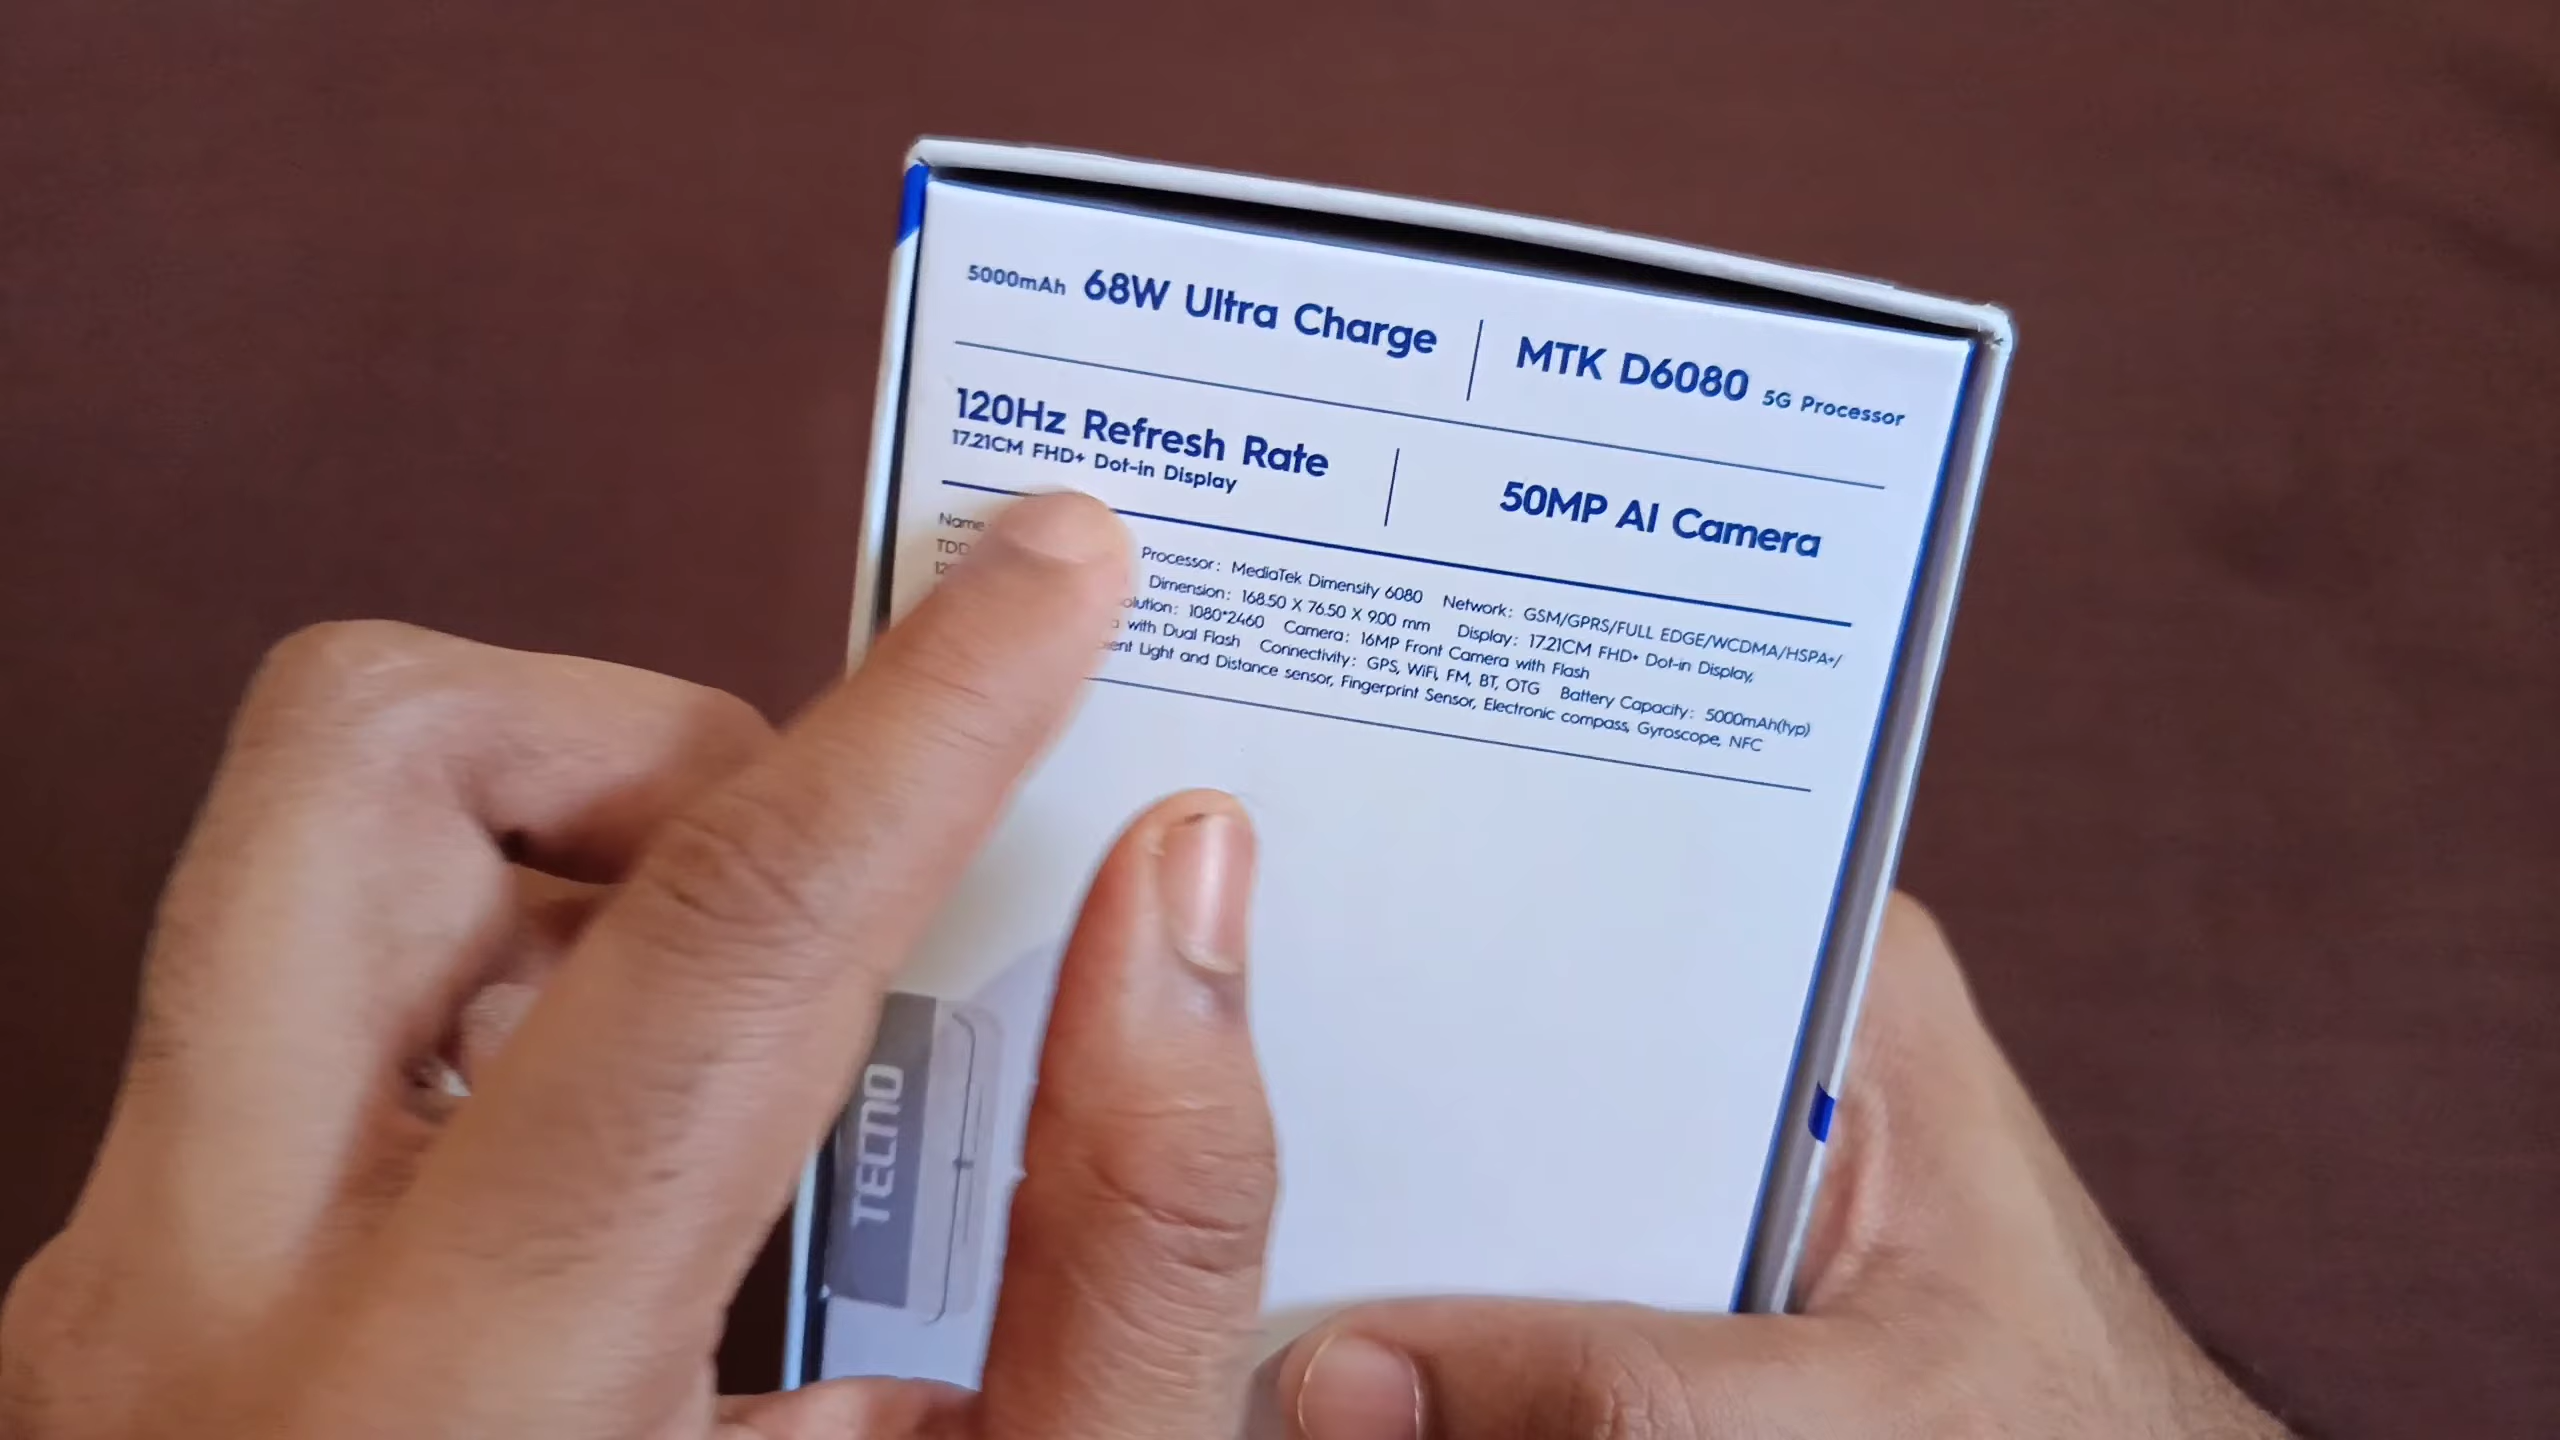 5000mAh 68W Ultra Charge
MTK D6080 5G Processor
120Hz Refresh Rate
17.21CM FHD+ Dot-in Display
50MP AI Camera
Name Processor: MediaTek Dimensity 6080 Network: GSM/GPRS/FULL EDGE/WCDMA/HSPA+/
TDD Dimension: 168.50 X 76.50 X 9.00 mm Display: 17.21CM FHD+ Dot-in Display,
1080*2460 Camera: 16MP Front Camera with Flash
with Dual Flash Connectivity: GPS, WiFi, FM, BT, OTG Battery Capacity: 5000mAh(typ)
Light and Distance sensor, Fingerprint Sensor, Electronic compass, Gyroscope, NFC
TECNO